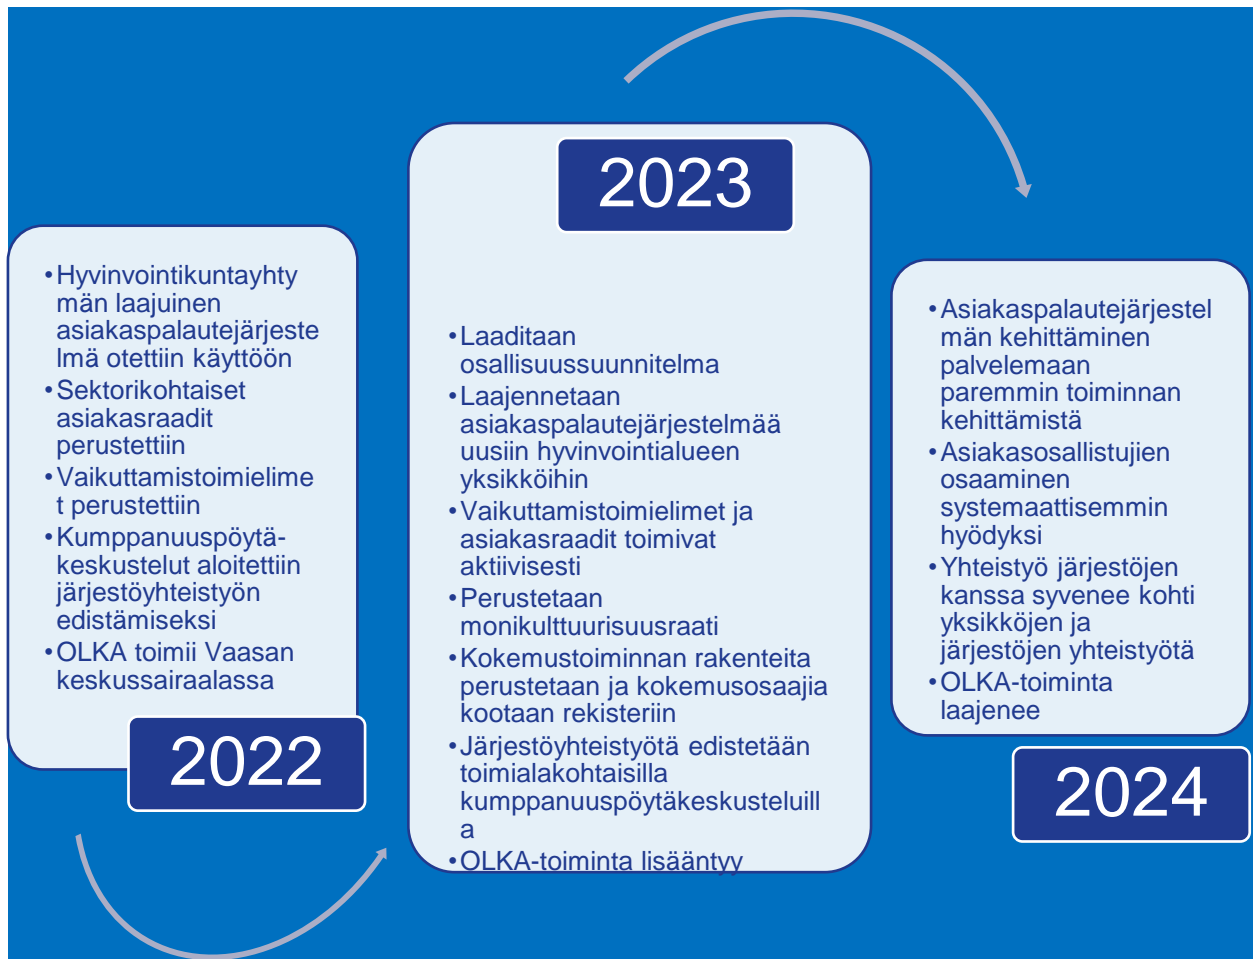 •Hyvinvointikuntayhty
män laajuinen
asiakaspalautejärjeste
lmä otettiin käyttöön
•Sektorikohtaiset
asiakasraadit
perustettiin
•Vaikuttamistoimielime
t perustettiin
•Kumppanuuspöytä-
keskustelut aloitettiin
järjestöyhteistyön
edistämiseksi
•OLKA toimii Vaasan
keskussairaalassa
2022
2023
•Laaditaan
osallisuussuunnitelma
•Laajennetaan
asiakaspalautejärjestelmää
uusiin hyvinvointialueen
yksikköihin
•Vaikuttamistoimielimet ja
asiakasraadit toimivat
aktiivisesti
•Perustetaan
monikulttuurisuusraati
•Kokemustoiminnan rakenteita
perustetaan ja kokemusosaajia
kootaan rekisteriin
•Järjestöyhteistyötä edistetään
toimialakohtaisilla
kumppanuuspöytäkeskusteluill
a
•OLKA-toiminta lisääntyy
•Asiakaspalautejärjestel
män kehittäminen
palvelemaan
paremmin toiminnan
kehittämistä
•Asiakasosallistujien
osaaminen
systemaattisemmin
hyödyksi
•Yhteistyö järjestöjen
kanssa syvenee kohti
yksikköjen ja
järjestöjen yhteistyötä
•OLKA-toiminta
laajenee
2024